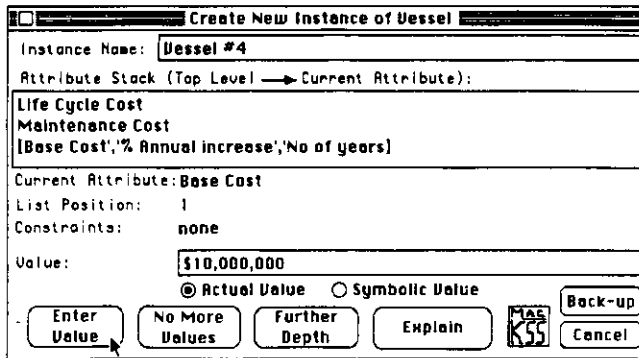 Create New Instance of Vessel
Instance Name: Vessel #4
Attribute Stack (Top Level → Current Attribute):
Life Cycle Cost
Maintenance Cost
[Base Cost','% Annual increase','No of years]
Current Attribute: Base Cost
List Position: 1
Constraints: none
Value: $10,000,000
Actual Value Symbolic Value
Enter Value
No More Values
Further Depth
Explain
MAC KSS
Back-up
Cancel